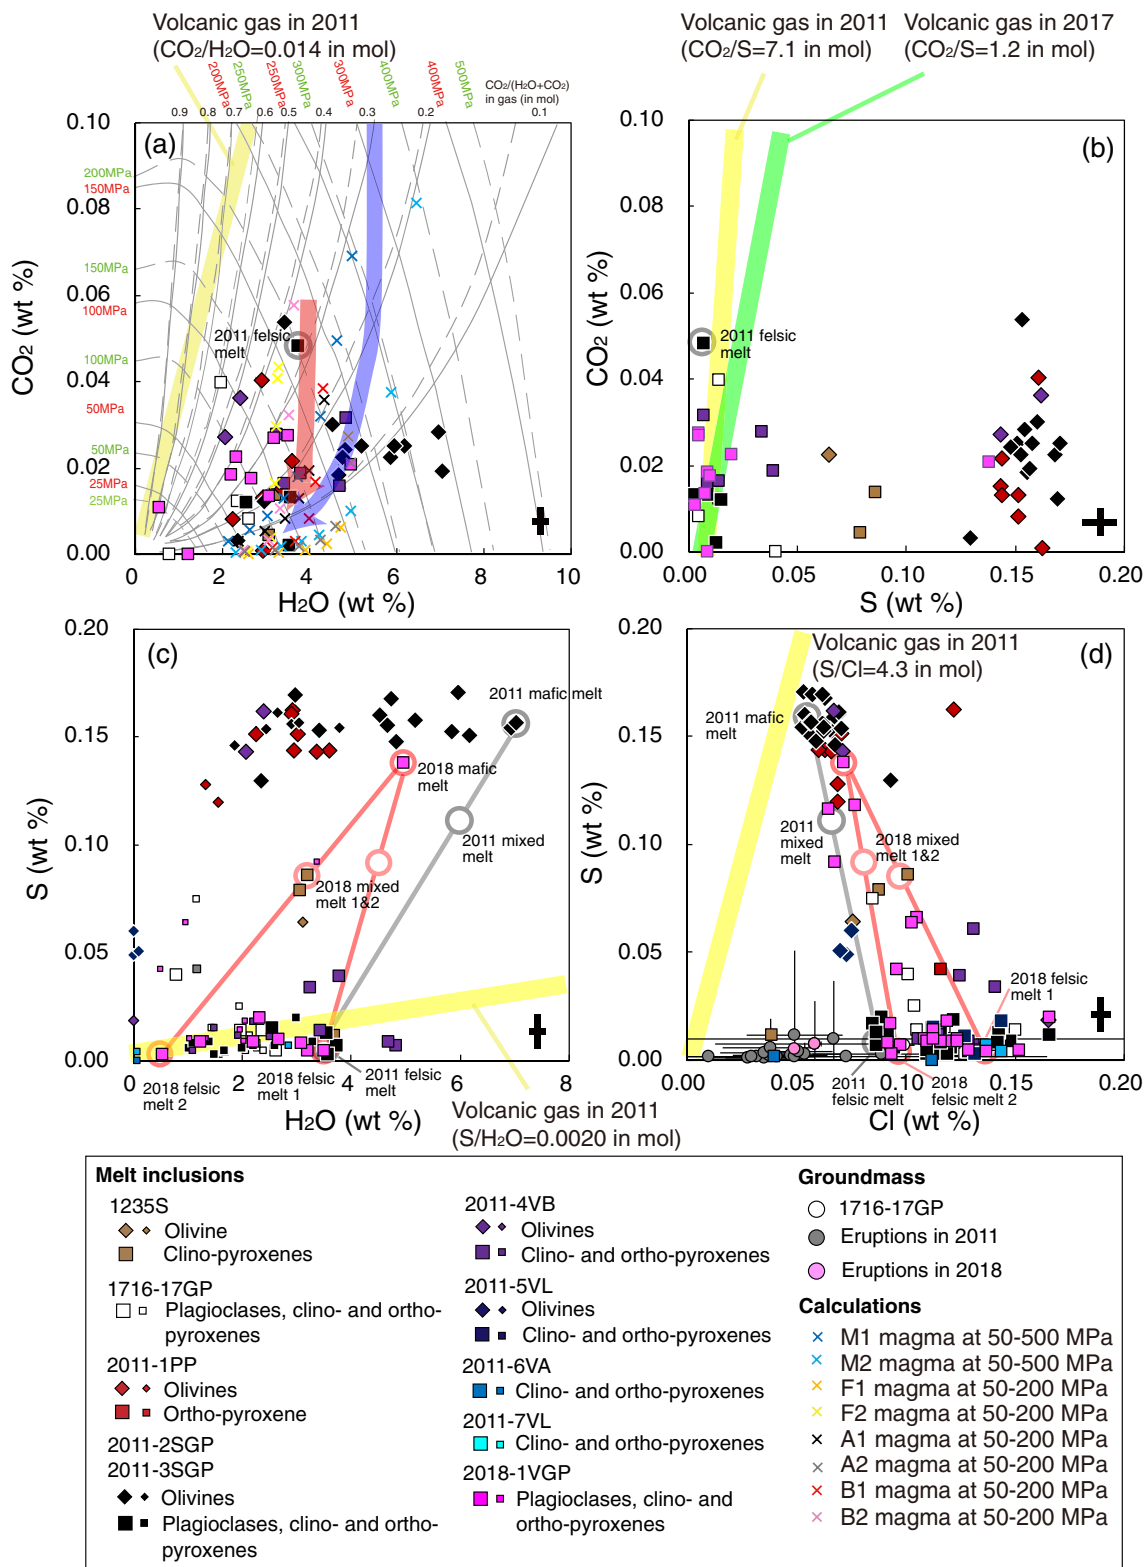 Volcanic gas in 2011
(CO2/H2O=0.014 in mol)
Volcanic gas in 2011
(CO2/S=7.1 in mol)
Volcanic gas in 2017
(CO2/S=1.2 in mol)
200MPa
250MPa
250MPa
300MPa
300MPa
400MPa
400MPa
500MPa
CO2/(H2O+CO2)
in gas (in mol)
0.9
0.8
0.7
0.6
0.5
0.4
0.3
0.2
0.1
(a)
0.10
0.08
0.06
0.04
0.02
0.00
CO2 (wt %)
200MPa
150MPa
150MPa
100MPa
100MPa
50MPa
50MPa
25MPa
25MPa
2011 felsic
melt
0
2
4
6
8
10
H2O (wt %)
(b)
0.10
0.08
0.06
0.04
0.02
0.00
CO2 (wt %)
2011 felsic
melt
0.00
0.05
0.10
0.15
0.20
S (wt %)
(c)
0.20
0.15
0.10
0.05
0.00
S (wt %)
2011 mafic melt
2018 mafic
melt
2011 mixed
melt
2018 mixed
melt 1&2
2018 felsic
melt 2
2018 felsic
melt 1
2011 felsic
melt
0
2
4
6
8
H2O (wt %)
Volcanic gas in 2011
(S/H2O=0.0020 in mol)
(d)
Volcanic gas in 2011
(S/Cl=4.3 in mol)
0.20
0.15
0.10
0.05
0.00
S (wt %)
2011 mafic
melt
2011
mixed
melt
2018 mixed
melt 1&2
2018 felsic
melt 1
2011
felsic melt
2018
felsic melt 2
0.00
0.05
0.10
0.15
0.20
Cl (wt %)
Melt inclusions
1235S
Olivine
Clino-pyroxenes
1716-17GP
Plagioclases, clino- and ortho-
pyroxenes
2011-1PP
Olivines
Ortho-pyroxene
2011-2SGP
2011-3SGP
Olivines
Plagioclases, clino- and ortho-
pyroxenes
2011-4VB
Olivines
Clino- and ortho-pyroxenes
2011-5VL
Olivines
Clino- and ortho-pyroxenes
2011-6VA
Clino- and ortho-pyroxenes
2011-7VL
Clino- and ortho-pyroxenes
2018-1VGP
Plagioclases, clino- and
ortho-pyroxenes
Groundmass
1716-17GP
Eruptions in 2011
Eruptions in 2018
Calculations
M1 magma at 50-500 MPa
M2 magma at 50-500 MPa
F1 magma at 50-200 MPa
F2 magma at 50-200 MPa
A1 magma at 50-200 MPa
A2 magma at 50-200 MPa
B1 magma at 50-200 MPa
B2 magma at 50-200 MPa